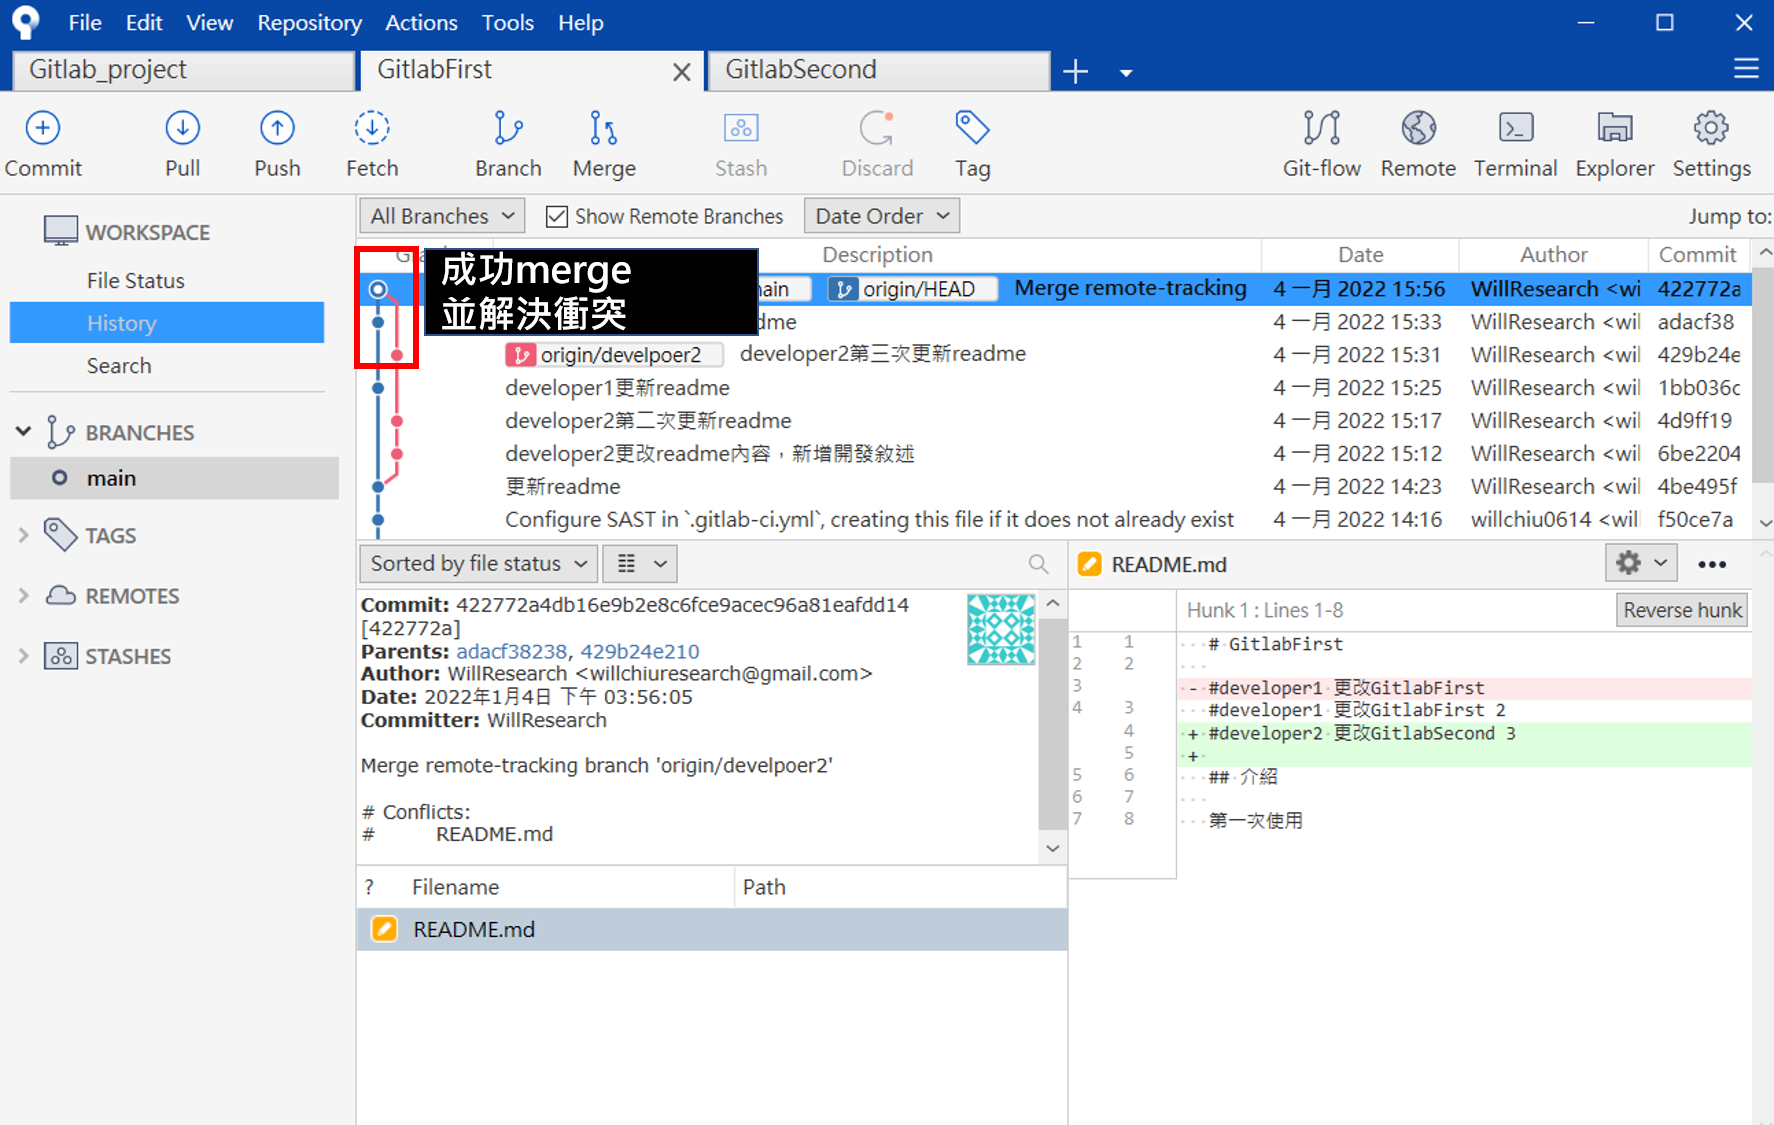 File Edit View Repository Actions Tools Help
Gitlab_project GitlabFirst GitlabSecond
Commit Pull Push Fetch Branch Merge Stash Discard Tag Git-flow Remote Terminal Explorer Settings
WORKSPACE
File Status
History
Search
BRANCHES
main
TAGS
REMOTES
STASHES
All Branches Show Remote Branches Date Order Jump to:
Description Date Author Commit
成功merge
並解決衝突
origin/HEAD Merge remote-tracking 4 一月 2022 15:56 WillResearch <wi 422772a
4 一月 2022 15:33 WillResearch <wil adacf38
origin/develpoer2 developer2第三次更新readme 4 一月 2022 15:31 WillResearch <wil 429b24e
developer1更新readme 4 一月 2022 15:25 WillResearch <wil 1bb036c
developer2第二次更新readme 4 一月 2022 15:17 WillResearch <wil 4d9ff19
developer2更改readme內容，新增開發敘述 4 一月 2022 15:12 WillResearch <wil 6be2204
更新readme 4 一月 2022 14:23 WillResearch <wil 4be495f
Configure SAST in `.gitlab-ci.yml`, creating this file if it does not already exist 4 一月 2022 14:16 willchiu0614 <wil f50ce7a
Sorted by file status
Commit: 422772a4db16e9b2e8c6fce9acec96a81eafdd14
[422772a]
Parents: adacf38238, 429b24e210
Author: WillResearch <willchiuresearch@gmail.com>
Date: 2022年1月4日 下午 03:56:05
Committer: WillResearch
Merge remote-tracking branch 'origin/develpoer2'
# Conflicts:
# README.md
? Filename Path
README.md
README.md
Hunk 1 : Lines 1-8 Reverse hunk
1 1 # GitlabFirst
2 2
3 - #developer1 更改GitlabFirst
4 3 #developer1 更改GitlabFirst 2
4 + #developer2 更改GitlabSecond 3
5 +
5 6 ## 介紹
6 7
7 8 第一次使用